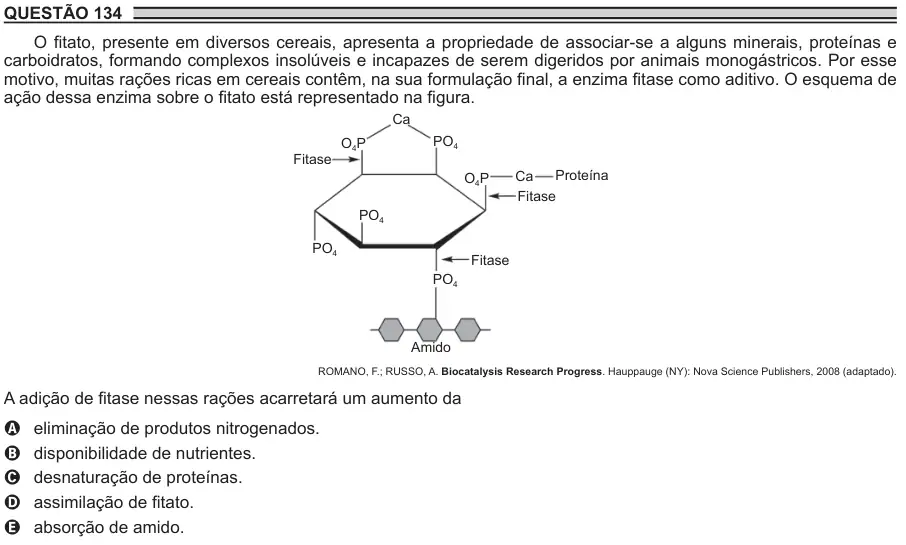 QUESTÃO 134
O fitato, presente em diversos cereais, apresenta a propriedade de associar-se a alguns minerais, proteínas e
carboidratos, formando complexos insolúveis e incapazes de serem digeridos por animais monogástricos. Por esse
motivo, muitas rações ricas em cereais contêm, na sua formulação final, a enzima fitase como aditivo. O esquema de
ação dessa enzima sobre o fitato está representado na figura.
Ca
O₄P
PO₄
Fitase
O₄P
Ca
Proteína
Fitase
PO₄
PO₄
Fitase
PO₄
Amido
ROMANO, F.; RUSSO, A. Biocatalysis Research Progress. Hauppauge (NY): Nova Science Publishers, 2008 (adaptado).
A adição de fitase nessas rações acarretará um aumento da
A eliminação de produtos nitrogenados.
B disponibilidade de nutrientes.
C desnaturação de proteínas.
D assimilação de fitato.
E absorção de amido.